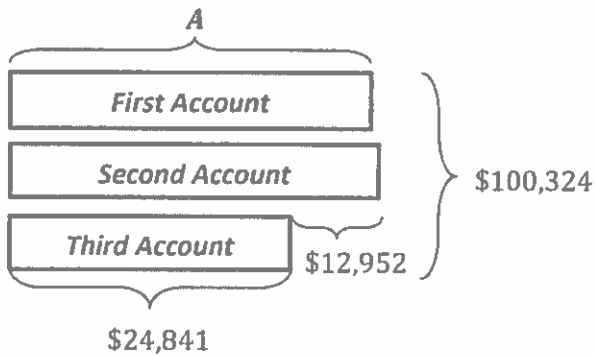 A
First Account
Second Account
$100,324
Third Account
$12,952
$24,841